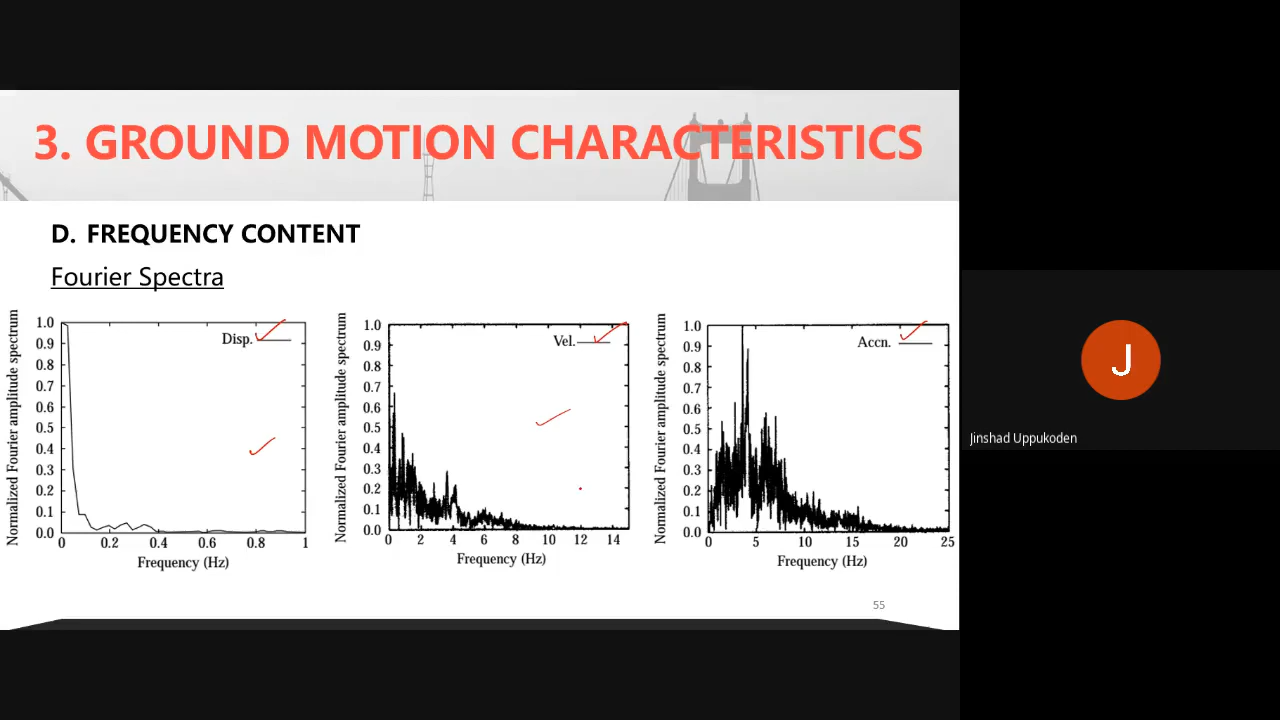 3. GROUND MOTION CHARACTERISTICS
D. FREQUENCY CONTENT
Fourier Spectra
Normalized Fourier amplitude spectrum
1.0
0.9
0.8
0.7
0.6
0.5
0.4
0.3
0.2
0.1
0.0
Disp.
0 0.2 0.4 0.6 0.8 1
Frequency (Hz)
Normalized Fourier amplitude spectrum
1.0
0.9
0.8
0.7
0.6
0.5
0.4
0.3
0.2
0.1
0.0
Vel.
0 2 4 6 8 10 12 14
Frequency (Hz)
Normalized Fourier amplitude spectrum
1.0
0.9
0.8
0.7
0.6
0.5
0.4
0.3
0.2
0.1
0.0
Accn.
0 5 10 15 20 25
Frequency (Hz)
55
J
Jinshad Uppukoden